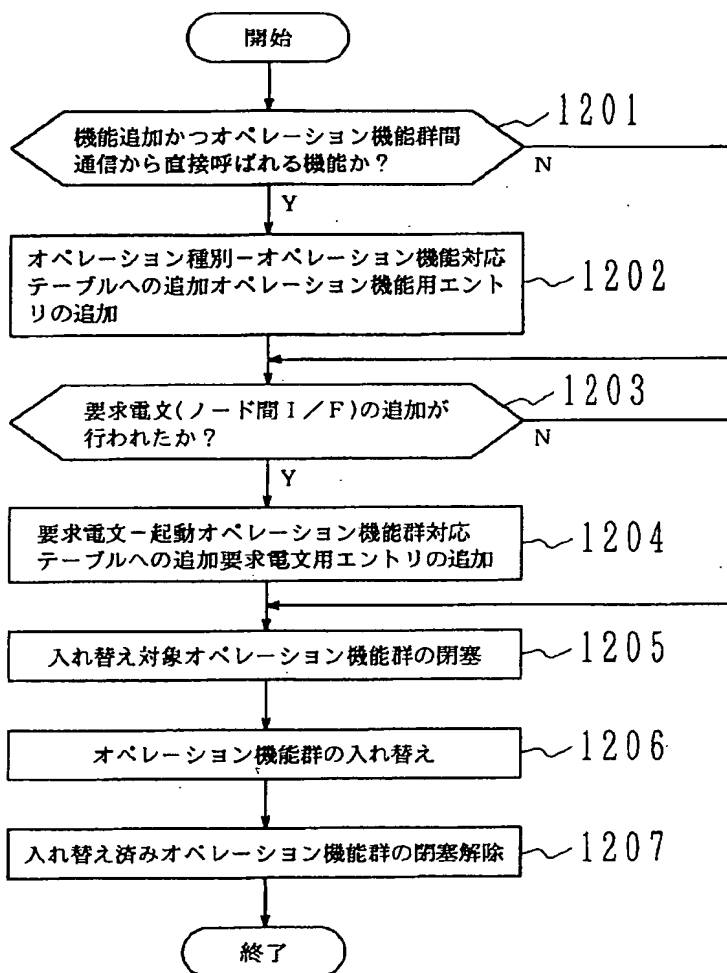 開始
機能追加かつオペレーション機能群間
通信から直接呼ばれる機能か？
1201
N
Y
オペレーション種別－オペレーション機能対応
テーブルへの追加オペレーション機能用エント
リの追加
1202
要求電文(ノード間Ｉ／Ｆ)の追加が
行われたか？
1203
N
Y
要求電文－起動オペレーション機能群対応
テーブルへの追加要求電文用エントリの追加
1204
入れ替え対象オペレーション機能群の閉塞
1205
オペレーション機能群の入れ替え
1206
入れ替え済みオペレーション機能群の閉塞解除
1207
終了